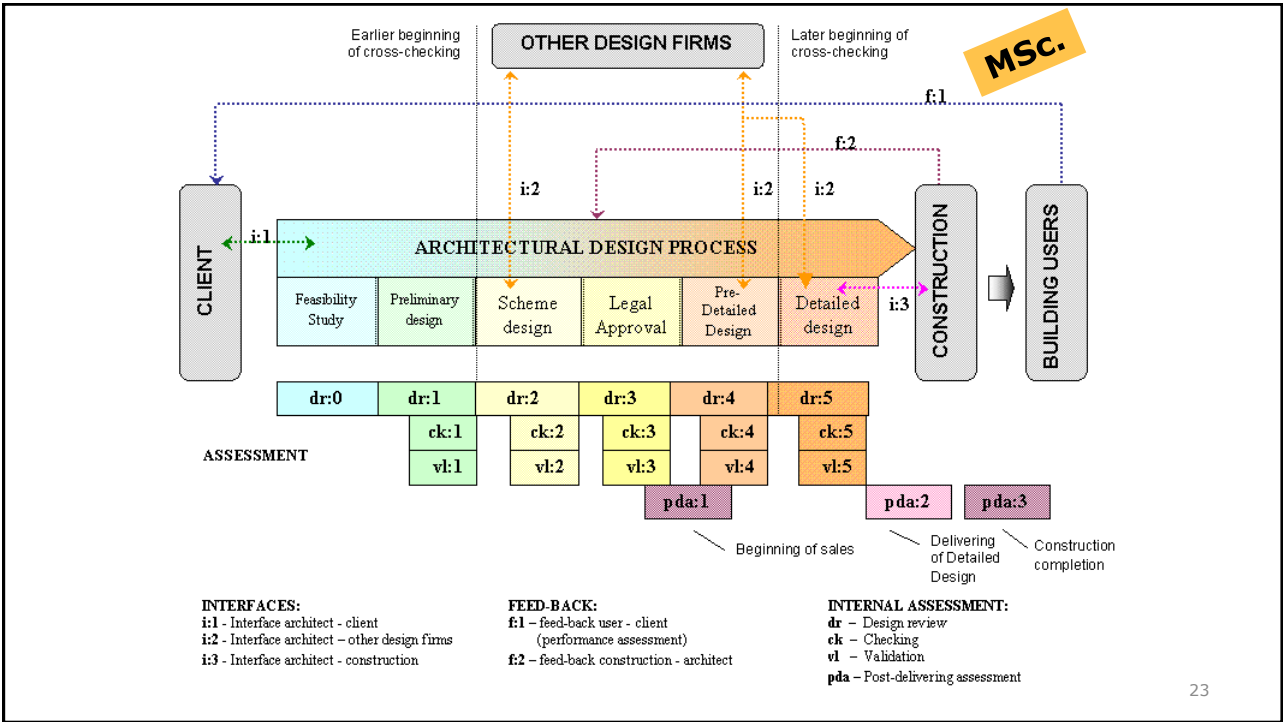 Earlier beginning
of cross-checking
OTHER DESIGN FIRMS
Later beginning of
cross-checking
MSc.
f:1
f:2
i:2
i:2
i:2
CLIENT
i:1
ARCHITECTURAL DESIGN PROCESS
CONSTRUCTION
BUILDING USERS
Feasibility
Study
Preliminary
design
Scheme
design
Legal
Approval
Pre-
Detailed
Design
Detailed
design
i:3
dr:0
dr:1
dr:2
dr:3
dr:4
dr:5
ck:1
ck:2
ck:3
ck:4
ck:5
ASSESSMENT
vl:1
vl:2
vl:3
vl:4
vl:5
pda:1
pda:2
pda:3
Beginning of sales
Delivering
of Detailed
Design
Construction
completion
INTERFACES:
i:1 - Interface architect - client
i:2 - Interface architect – other design firms
i:3 - Interface architect - construction
FEED-BACK:
f:1 – feed-back user - client
(performance assessment)
f:2 – feed-back construction - architect
INTERNAL ASSESSMENT:
dr – Design review
ck – Checking
vl – Validation
pda – Post-delivering assessment
23